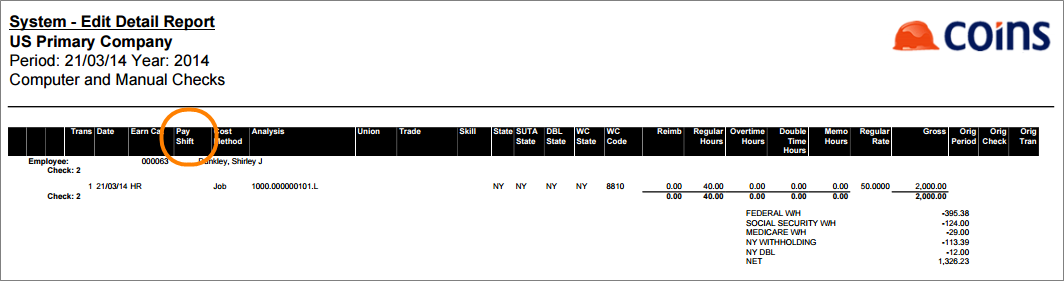 System - Edit Detail Report
US Primary Company
Period: 21/03/14 Year: 2014
Computer and Manual Checks
COINS
Trans Date Earn Ca Pay Shift Cost Method Analysis Union Trade Skill State SUTA State DBL State WC State WC Code Reimb Regular Hours Overtime Hours Double Time Hours Memo Hours Regular Rate Gross Orig Period Orig Check Orig Tran
Employee: 000063 Dunkley, Shirley J
Check: 2
1 21/03/14 HR Job 1000.000000101.L NY NY NY NY 8810 0.00 40.00 0.00 0.00 0.00 50.0000 2,000.00
Check: 2 0.00 40.00 0.00 0.00 0.00 2,000.00
FEDERAL W/H -395.38
SOCIAL SECURITY W/H -124.00
MEDICARE W/H -29.00
NY WITHHOLDING -113.39
NY DBL -12.00
NET 1,326.23